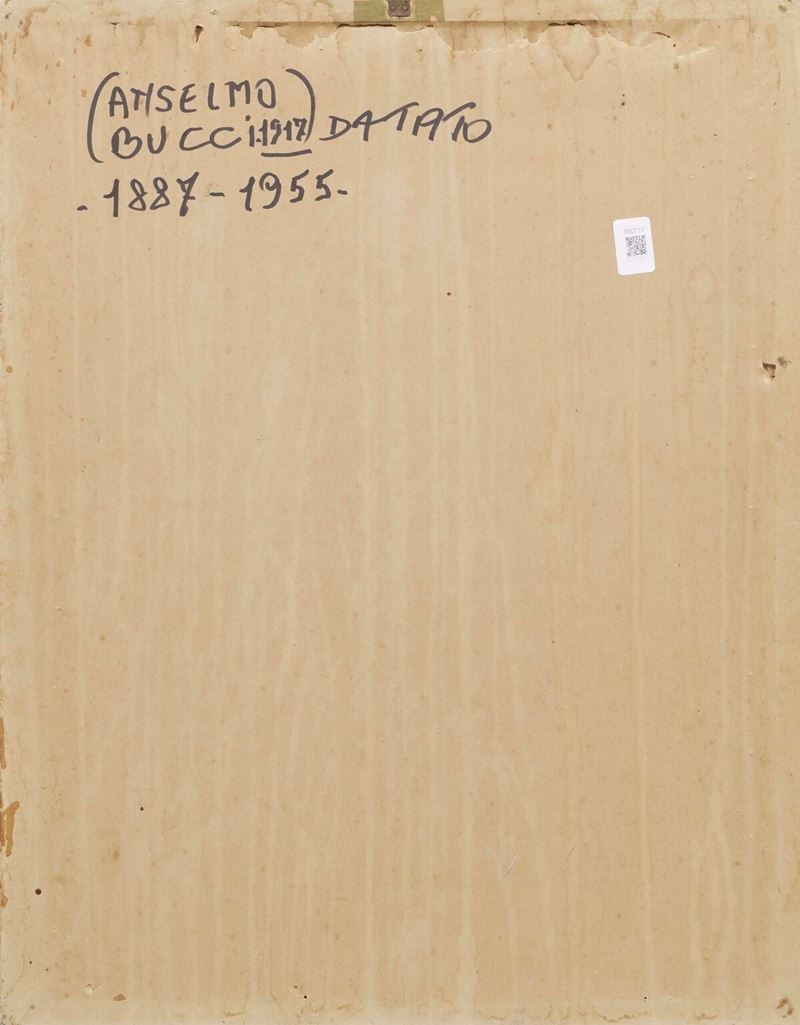 (ANSELMO
BUCCi.1917) DATATO
- 1887 - 1955 -